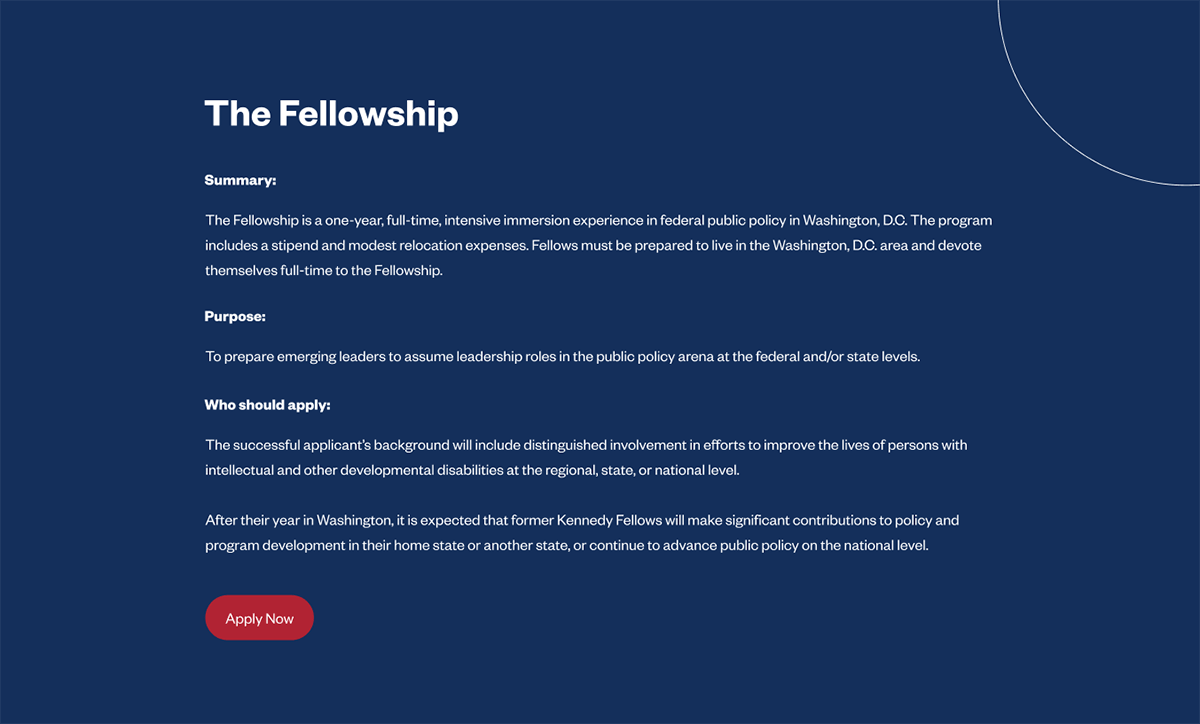 The Fellowship
Summary:
The Fellowship is a one-year, full-time, intensive immersion experience in federal public policy in Washington, D.C. The program
includes a stipend and modest relocation expenses. Fellows must be prepared to live in the Washington, D.C. area and devote
themselves full-time to the Fellowship.
Purpose:
To prepare emerging leaders to assume leadership roles in the public policy arena at the federal and/or state levels.
Who should apply:
The successful applicant’s background will include distinguished involvement in efforts to improve the lives of persons with
intellectual and other developmental disabilities at the regional, state, or national level.
After their year in Washington, it is expected that former Kennedy Fellows will make significant contributions to policy and
program development in their home state or another state, or continue to advance public policy on the national level.
Apply Now